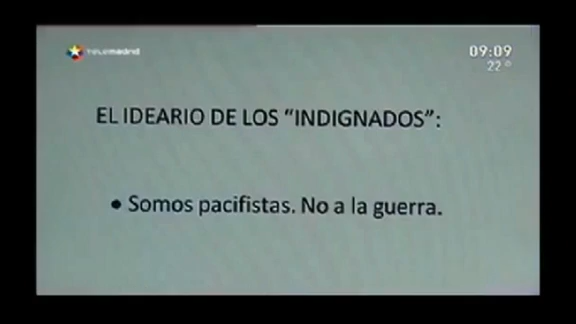 telemadrid
09:09
22°
EL IDEARIO DE LOS “INDIGNADOS”:
• Somos pacifistas. No a la guerra.